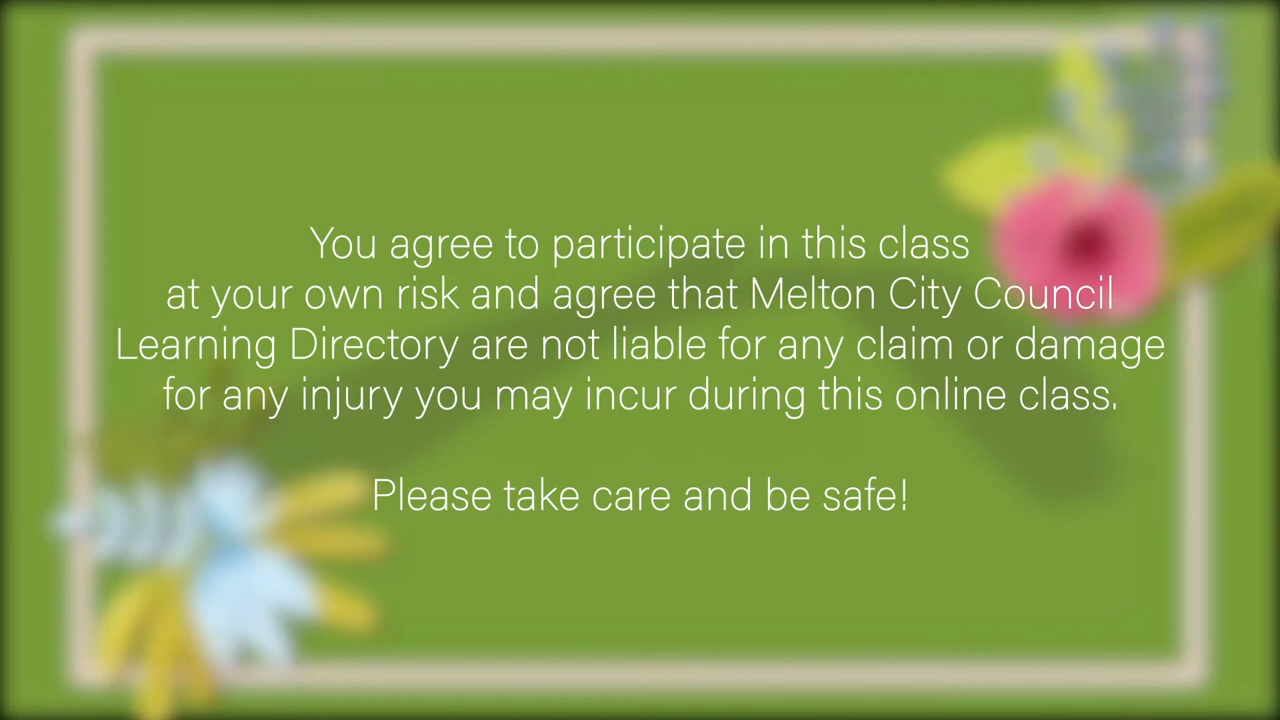 You agree to participate in this class
at your own risk and agree that Melton City Council
Learning Directory are not liable for any claim or damage
for any injury you may incur during this online class.
Please take care and be safe!